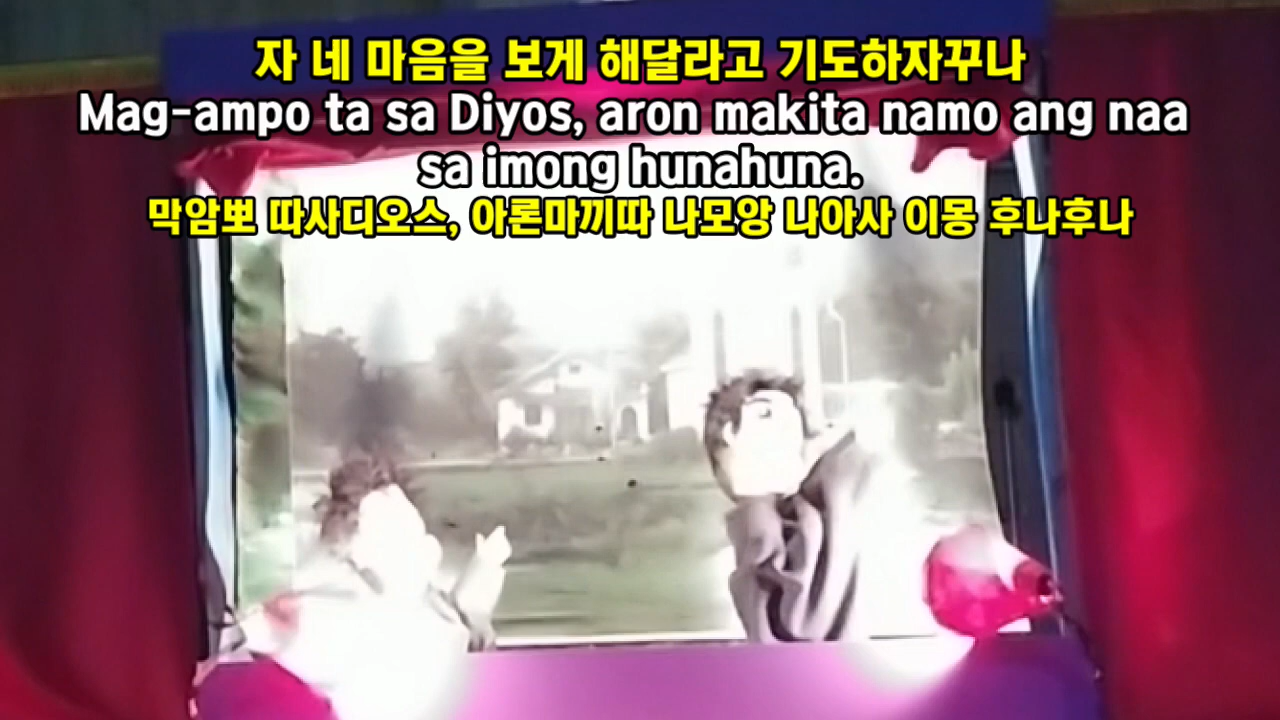 자 네 마음을 보게 해달라고 기도하자꾸나
Mag-ampo ta sa Diyos, aron makita namo ang naa
sa imong hunahuna.
막암뽀 따사디오스, 아론마끼따 나모앙 나아사 이몽 후나후나